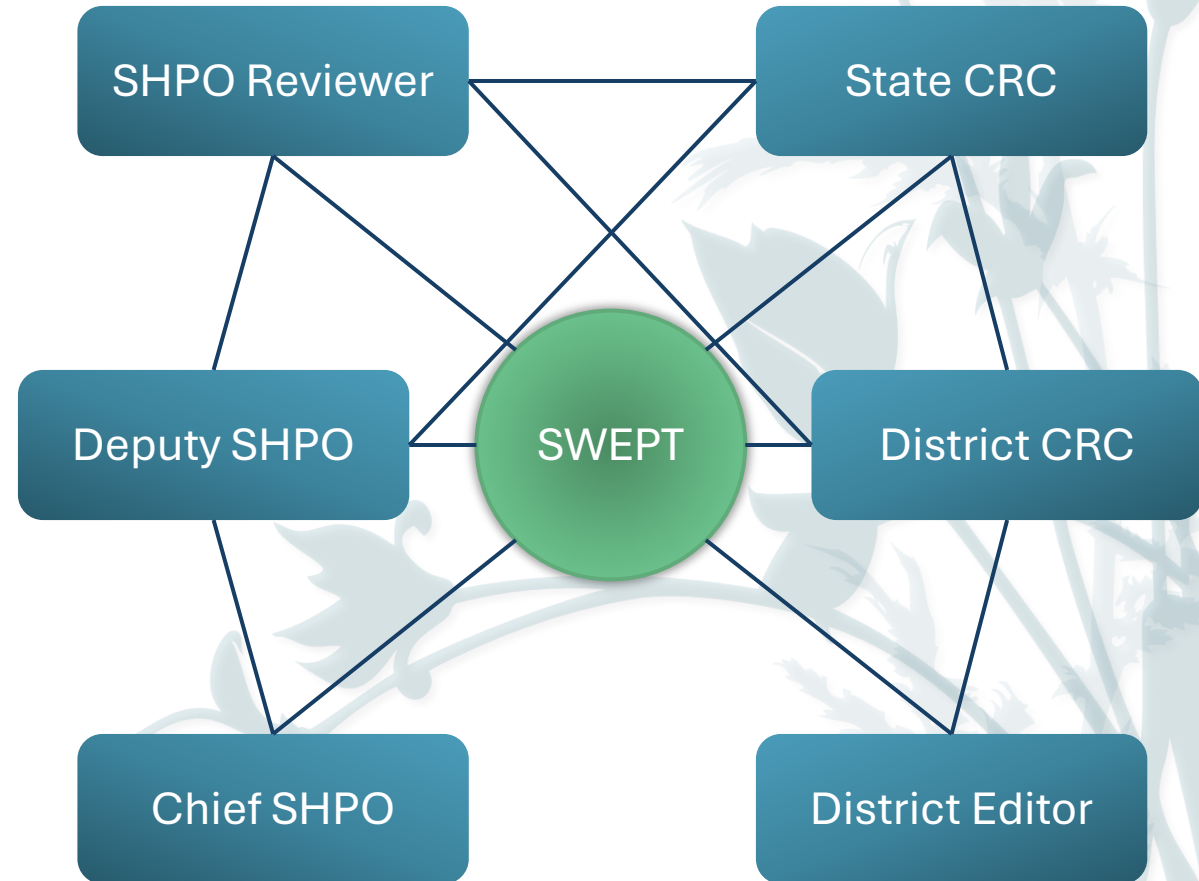 SHPO Reviewer
State CRC
Deputy SHPO
SWEPT
District CRC
Chief SHPO
District Editor